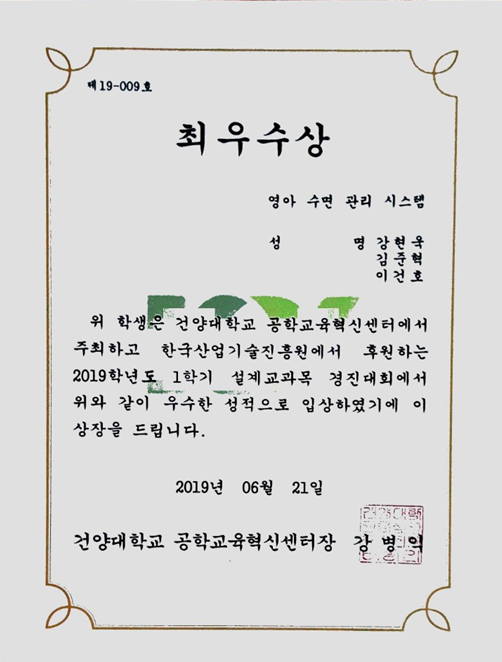 제19-009호
최우수상
영아 수면 관리 시스템
성 명 강현욱
김준혁
이건호
위 학생은 건양대학교 공학교육혁신센터에서
주최하고 한국산업기술진흥원에서 후원하는
2019학년도 1학기 설계교과목 경진대회에서
위와 같이 우수한 성적으로 입상하였기에 이
상장을 드립니다.
2019년 06월 21일
건양대학교 공학교육혁신센터장 강병익